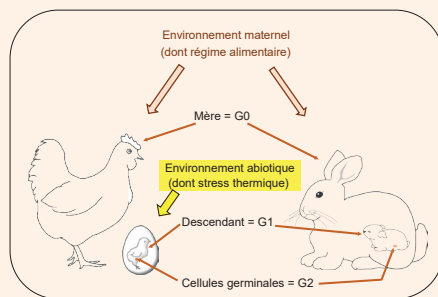 Environnement maternel
(dont régime alimentaire)
Mère = G0
Environnement abiotique
(dont stress thermique)
Descendant = G1
Cellules germinales = G2